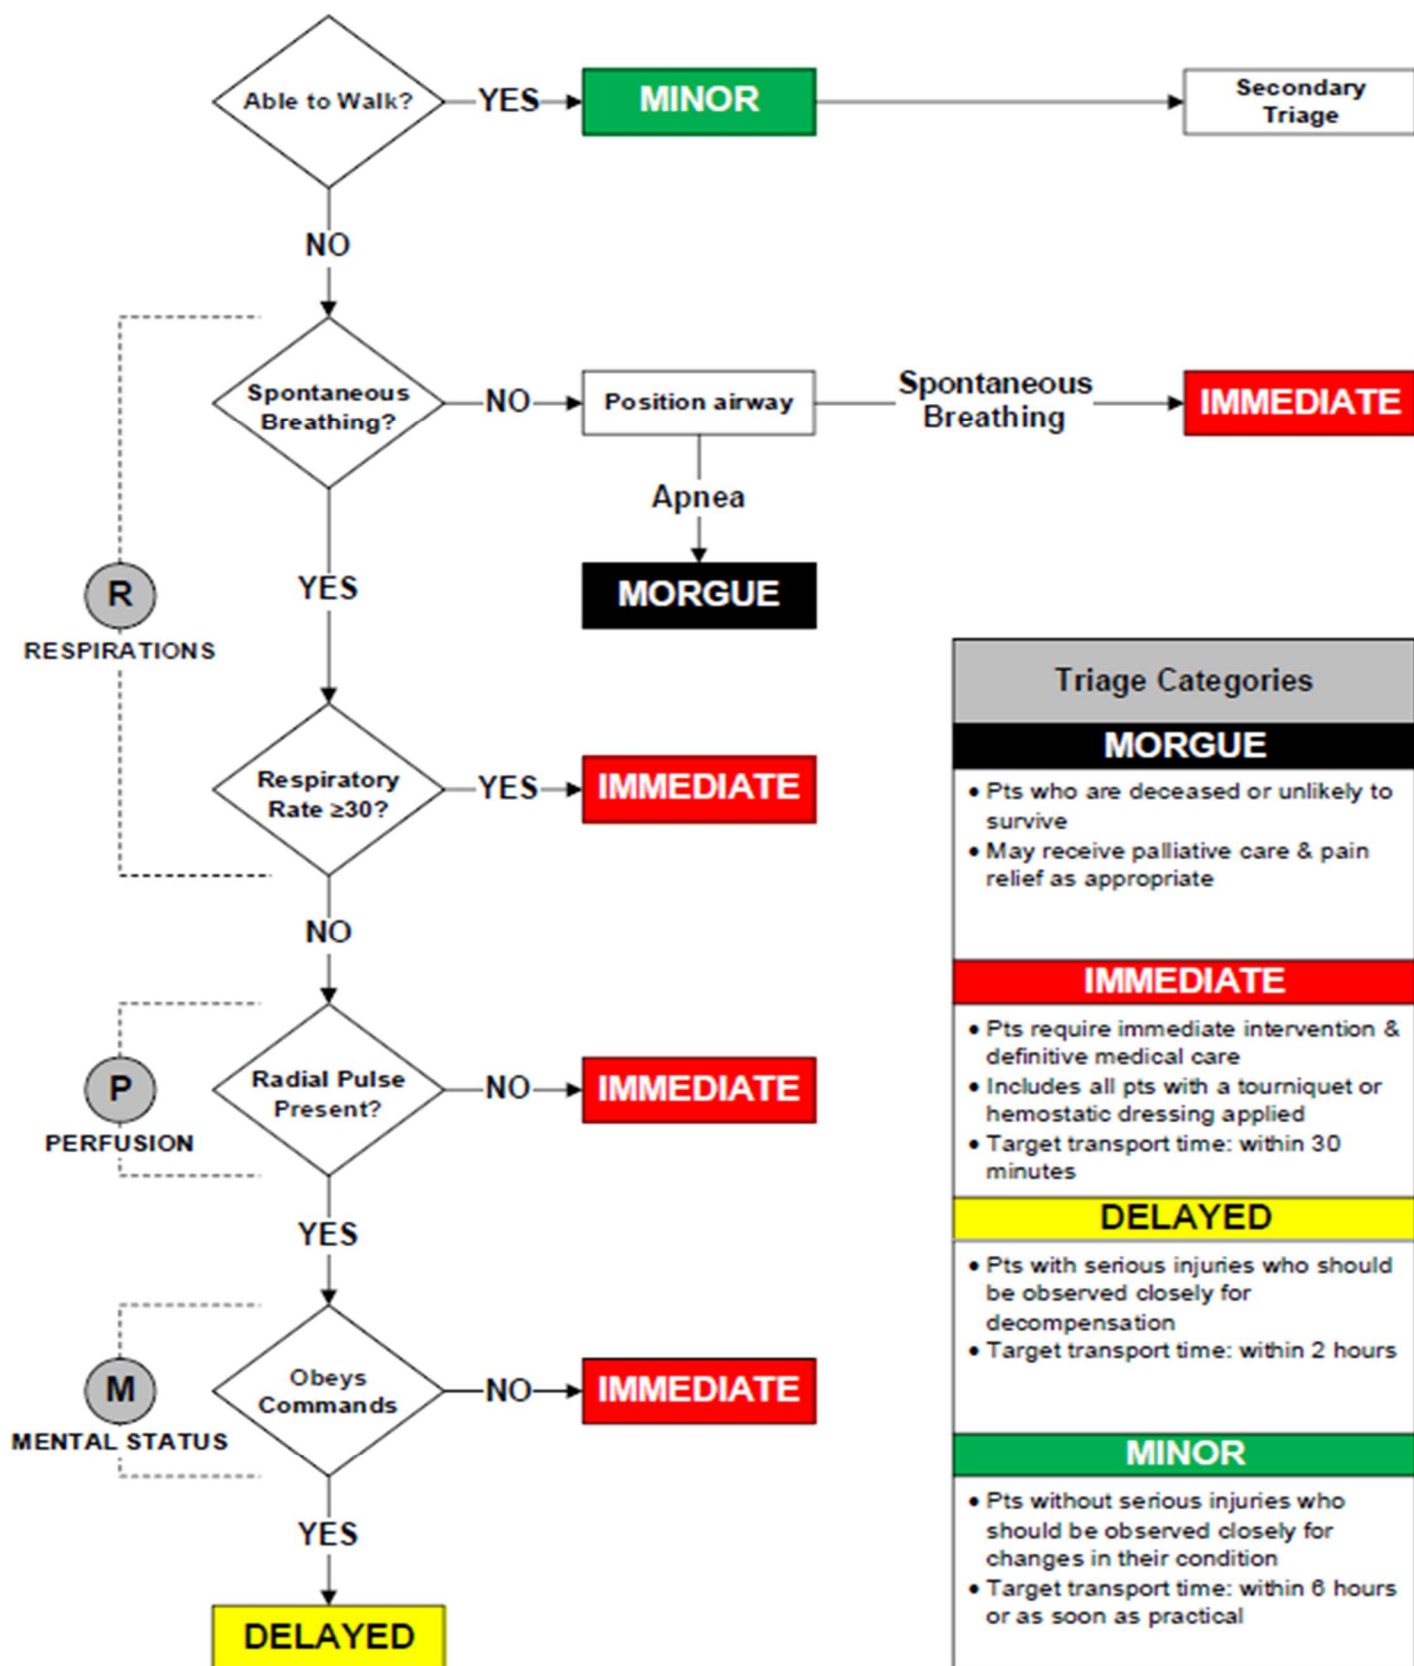 Able to Walk?
YES
MINOR
Secondary
Triage
NO
Spontaneous
Breathing?
NO
Position airway
Spontaneous
Breathing
IMMEDIATE
Apnea
MORGUE
YES
R
RESPIRATIONS
Respiratory
Rate ≥30?
YES
IMMEDIATE
NO
P
PERFUSION
Radial Pulse
Present?
NO
IMMEDIATE
YES
M
MENTAL STATUS
Obeys
Commands
NO
IMMEDIATE
YES
DELAYED
Triage Categories
MORGUE
• Pts who are deceased or unlikely to
survive
• May receive palliative care & pain
relief as appropriate
IMMEDIATE
• Pts require immediate intervention &
definitive medical care
• Includes all pts with a tourniquet or
hemostatic dressing applied
• Target transport time: within 30
minutes
DELAYED
• Pts with serious injuries who should
be observed closely for
decompensation
• Target transport time: within 2 hours
MINOR
• Pts without serious injuries who
should be observed closely for
changes in their condition
• Target transport time: within 6 hours
or as soon as practical